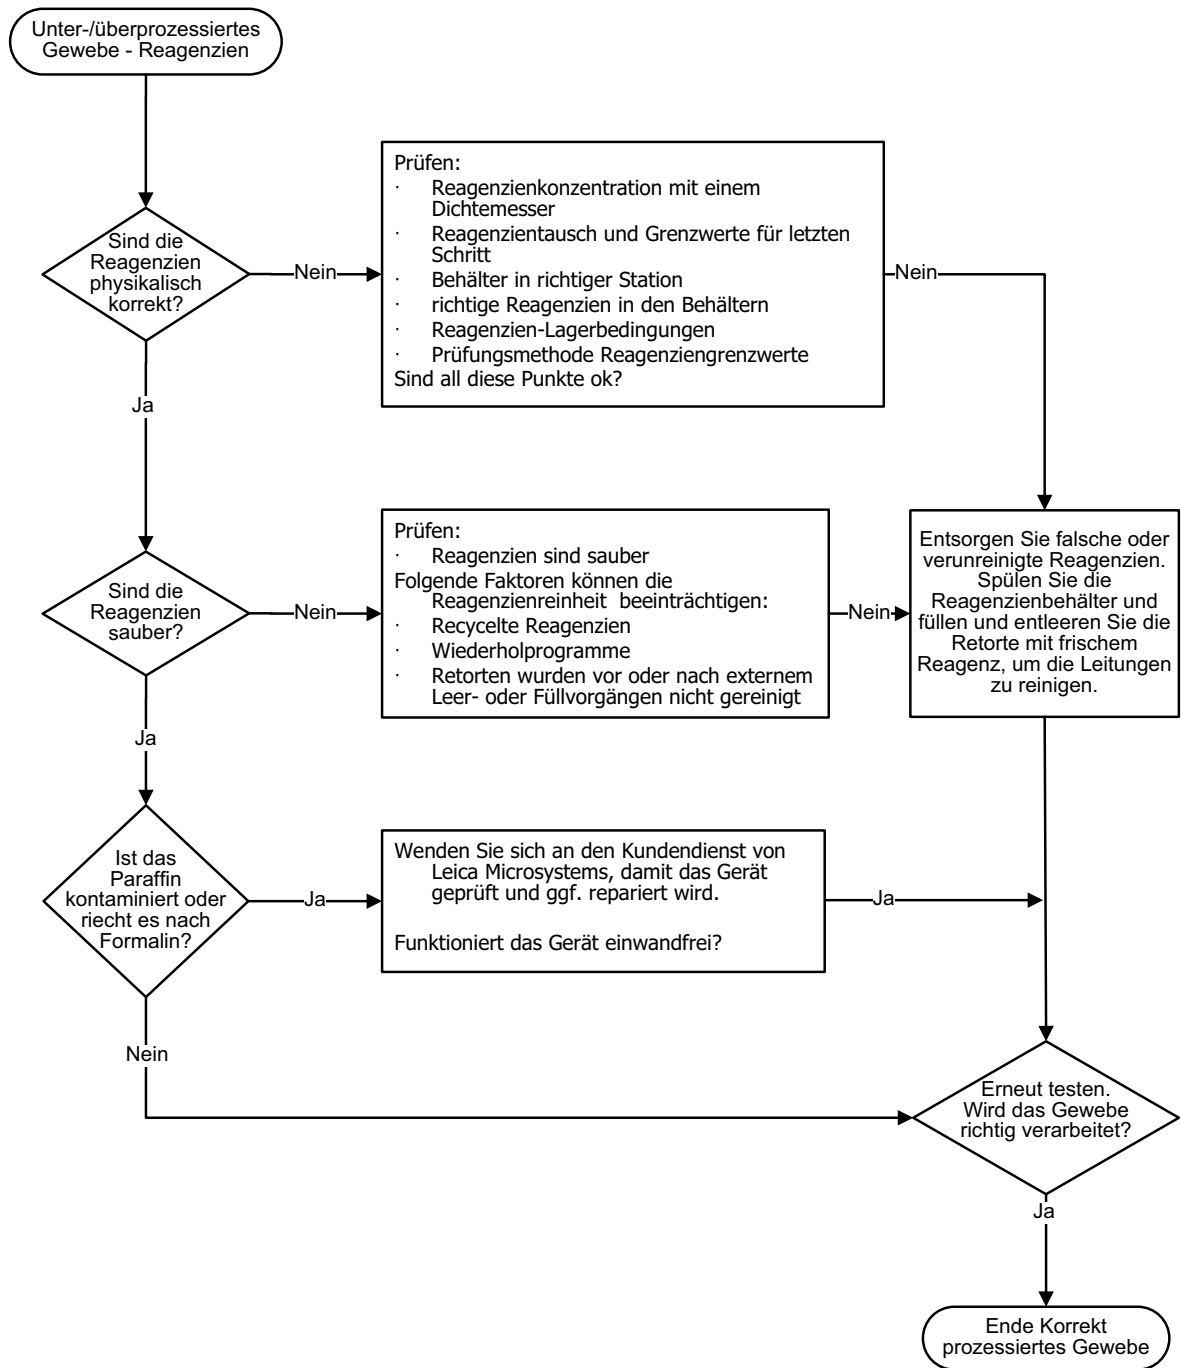 Unter-/überprozessiertes
Gewebe - Reagenzien
Sind die
Reagenzien
physikalisch
korrekt?
Nein
Prüfen:
· Reagenzienkonzentration mit einem
Dichtemesser
· Reagenzientausch und Grenzwerte für letzten
Schritt
· Behälter in richtiger Station
· richtige Reagenzien in den Behältern
· Reagenzien-Lagerbedingungen
· Prüfungsmethode Reagenziengrenzwerte
Sind all diese Punkte ok?
Nein
Ja
Sind die
Reagenzien
sauber?
Nein
Prüfen:
· Reagenzien sind sauber
Folgende Faktoren können die
Reagenzienreinheit beeinträchtigen:
· Recycelte Reagenzien
· Wiederholprogramme
· Retorten wurden vor oder nach externem
Leer- oder Füllvorgängen nicht gereinigt
Nein
Entsorgen Sie falsche oder
verunreinigte Reagenzien.
Spülen Sie die
Reagenzienbehälter und
füllen und entleeren Sie die
Retorte mit frischem
Reagenz, um die Leitungen
zu reinigen.
Ja
Ist das
Paraffin
kontaminiert oder
riecht es nach
Formalin?
Ja
Wenden Sie sich an den Kundendienst von
Leica Microsystems, damit das Gerät
geprüft und ggf. repariert wird.
Funktioniert das Gerät einwandfrei?
Ja
Nein
Erneut testen.
Wird das Gewebe
richtig verarbeitet?
Ja
Ende Korrekt
prozessiertes Gewebe